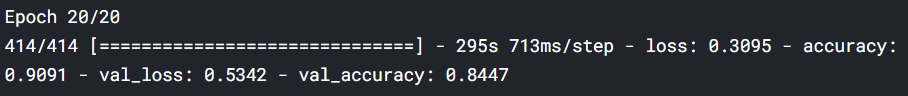 Epoch 20/20
414/414 [==============================] - 295s 713ms/step - loss: 0.3095 - accuracy:
0.9091 - val_loss: 0.5342 - val_accuracy: 0.8447